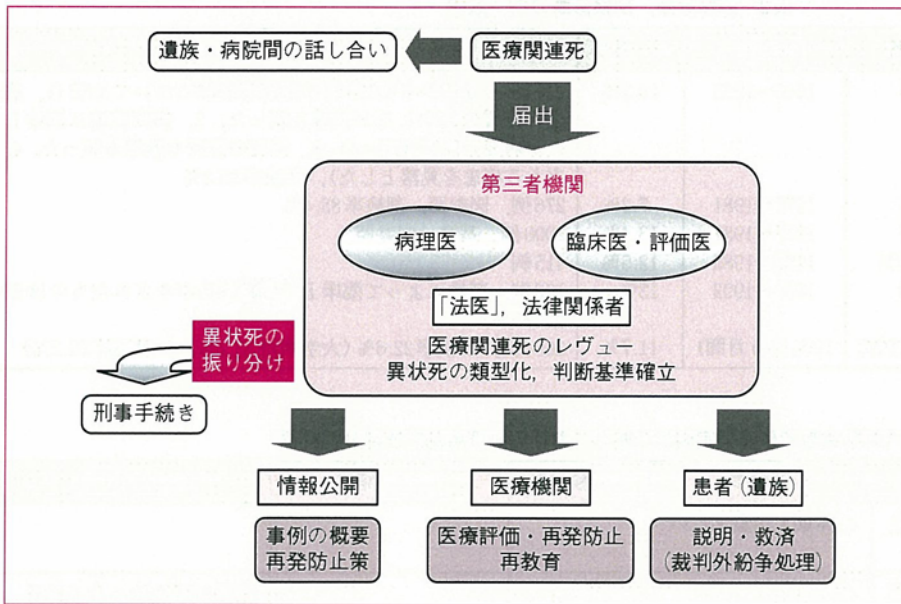 遺族・病院間の話し合い
医療関連死
届出
第三者機関
病理医
臨床医・評価医
「法医」，法律関係者
医療関連死のレヴュー
異状死の類型化，判断基準確立
異状死の
振り分け
刑事手続き
情報公開
医療機関
患者（遺族）
事例の概要
再発防止策
医療評価・再発防止
再教育
説明・救済
（裁判外紛争処理）